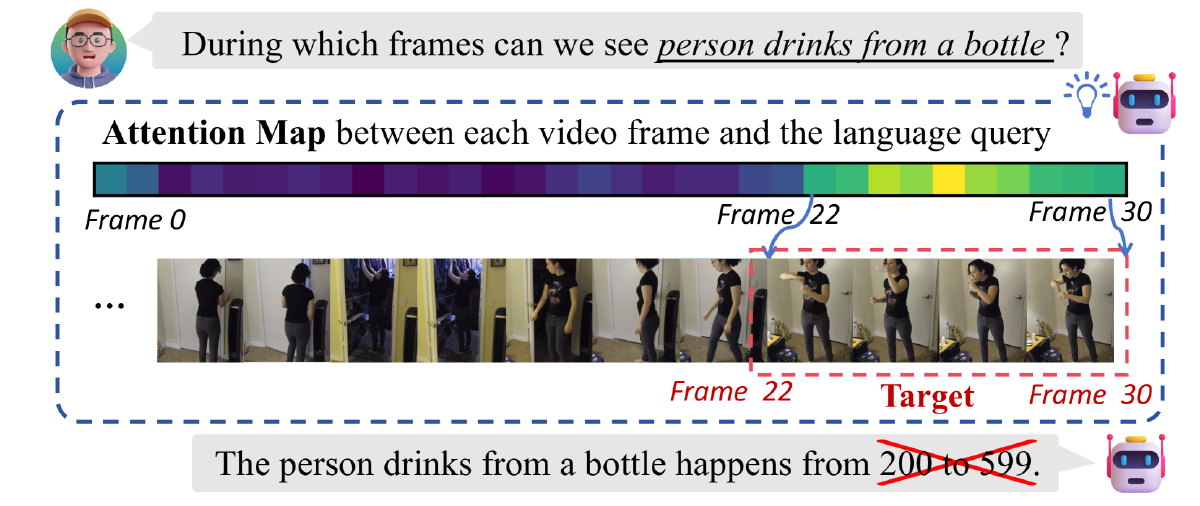 During which frames can we see person drinks from a bottle ?
Attention Map between each video frame and the language query
Frame 0
Frame 22
Frame 30
...
Frame 22
Target
Frame 30
The person drinks from a bottle happens from 200 to 599.